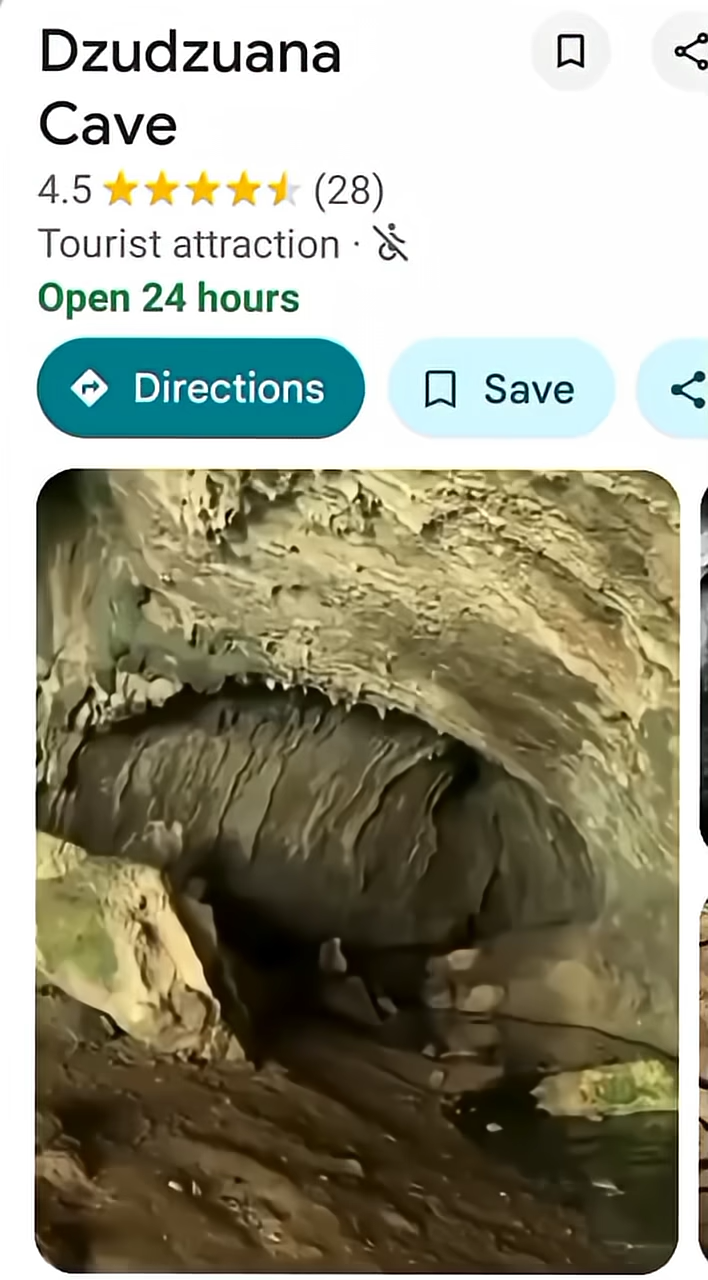 Dzudzuana
Cave
4.5 (28)
Tourist attraction ·
Open 24 hours
Directions
Save